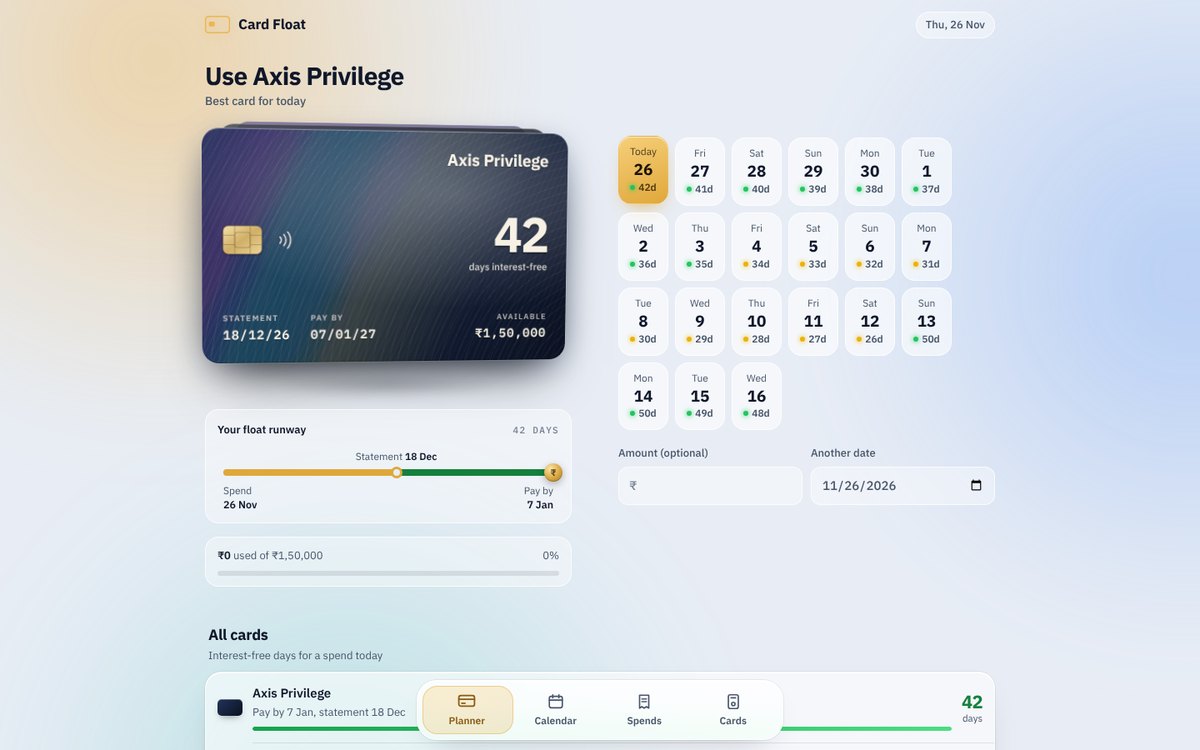 Card Float
Thu, 26 Nov
Use Axis Privilege
Best card for today
Axis Privilege
42
days interest-free
STATEMENT
18/12/26
PAY BY
07/01/27
AVAILABLE
₹1,50,000
Today
26
42d
Fri
27
41d
Sat
28
40d
Sun
29
39d
Mon
30
38d
Tue
1
37d
Wed
2
36d
Thu
3
35d
Fri
4
34d
Sat
5
33d
Sun
6
32d
Mon
7
31d
Tue
8
30d
Wed
9
29d
Thu
10
28d
Fri
11
27d
Sat
12
26d
Sun
13
50d
Mon
14
50d
Tue
15
49d
Wed
16
48d
Amount (optional)
₹
Another date
11/26/2026
Your float runway
42 DAYS
Statement 18 Dec
₹
Spend
26 Nov
Pay by
7 Jan
₹0 used of ₹1,50,000
0%
All cards
Interest-free days for a spend today
Axis Privilege
Pay by 7 Jan, statement 18 Dec
42
days
Planner
Calendar
Spends
Cards